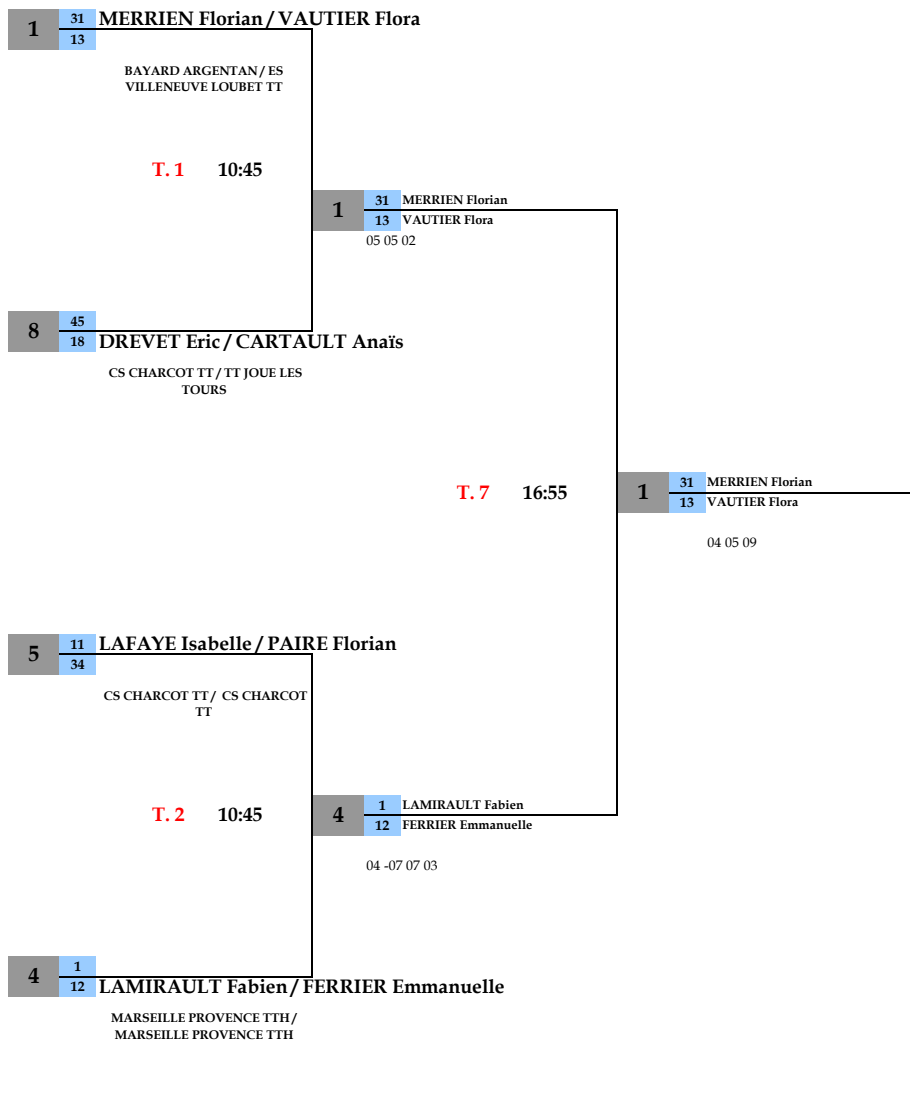 1 31 MERRIEN Florian / VAUTIER Flora
13
BAYARD ARGENTAN / ES
VILLENEUVE LOUBET TT
T. 1 10:45
1 31 MERRIEN Florian
13 VAUTIER Flora
05 05 02
8 45
18 DREVET Eric / CARTAULT Anaïs
CS CHARCOT TT / TT JOUE LES
TOURS
T. 7 16:55
1 31 MERRIEN Florian
13 VAUTIER Flora
04 05 09
5 11 LAFAYE Isabelle / PAIRE Florian
34
CS CHARCOT TT / CS CHARCOT
TT
T. 2 10:45
4 1 LAMIRAULT Fabien
12 FERRIER Emmanuelle
04 -07 07 03
4 1
12 LAMIRAULT Fabien / FERRIER Emmanuelle
MARSEILLE PROVENCE TTH /
MARSEILLE PROVENCE TTH